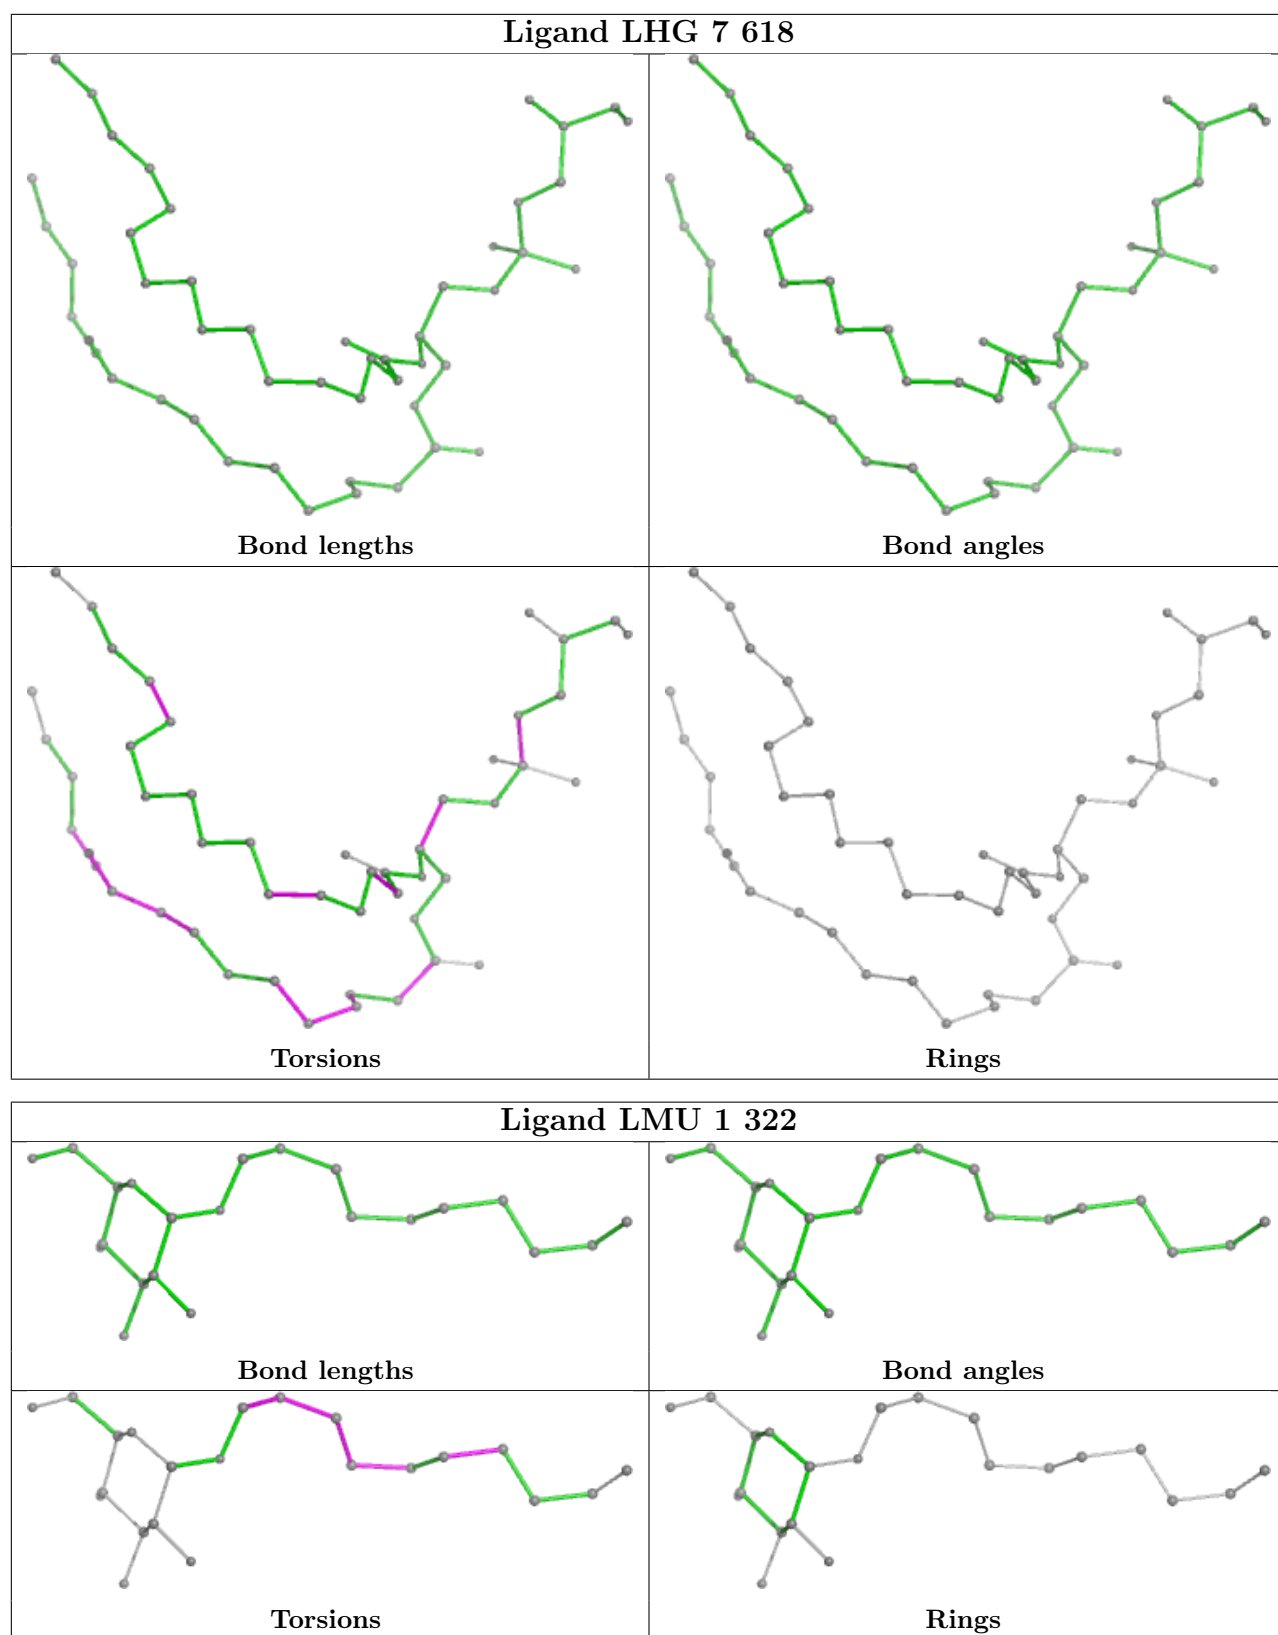 Ligand LHG 7 618
Bond lengths
Bond angles
Torsions
Rings
Ligand LMU 1 322
Bond lengths
Bond angles
Torsions
Rings